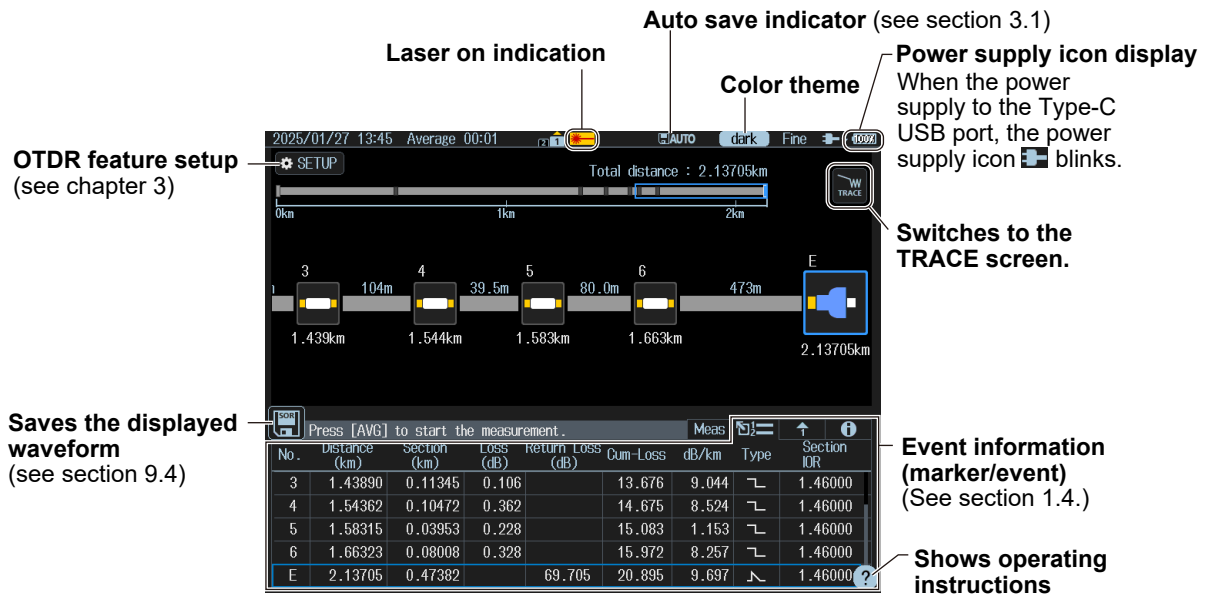 Auto save indicator (see section 3.1)
Laser on indication
Power supply icon display
When the power
supply to the Type-C
USB port, the power
supply icon blinks.
Color theme
2025/01/27 13:45 Average 00:01 2 1 AUTO dark Fine 100%
OTDR feature setup
(see chapter 3)
SETUP
Total distance : 2.13705km
TRACE
0km 1km 2km
Switches to the
TRACE screen.
3 4 5 6 E
104m 39.5m 80.0m 473m
1.439km 1.544km 1.583km 1.663km 2.13705km
Saves the displayed
waveform
(see section 9.4)
SOR
Press [AVG] to start the measurement. Meas
No. Distance (km) Section (km) Loss (dB) Return Loss (dB) Cum-Loss dB/km Type Section IOR
3 1.43890 0.11345 0.106 13.676 9.044 1.46000
4 1.54362 0.10472 0.362 14.675 8.524 1.46000
5 1.58315 0.03953 0.228 15.083 1.153 1.46000
6 1.66323 0.08008 0.328 15.972 8.257 1.46000
E 2.13705 0.47382 69.705 20.895 9.697 1.46000 ?
Event information
(marker/event)
(See section 1.4.)
Shows operating
instructions